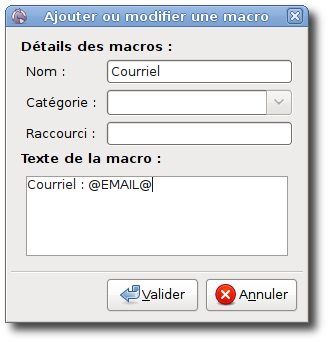 Ajouter ou modifier une macro
Détails des macros :
Nom : Courriel
Catégorie :
Raccourci :
Texte de la macro :
Courriel : @EMAIL@
Valider Annuler